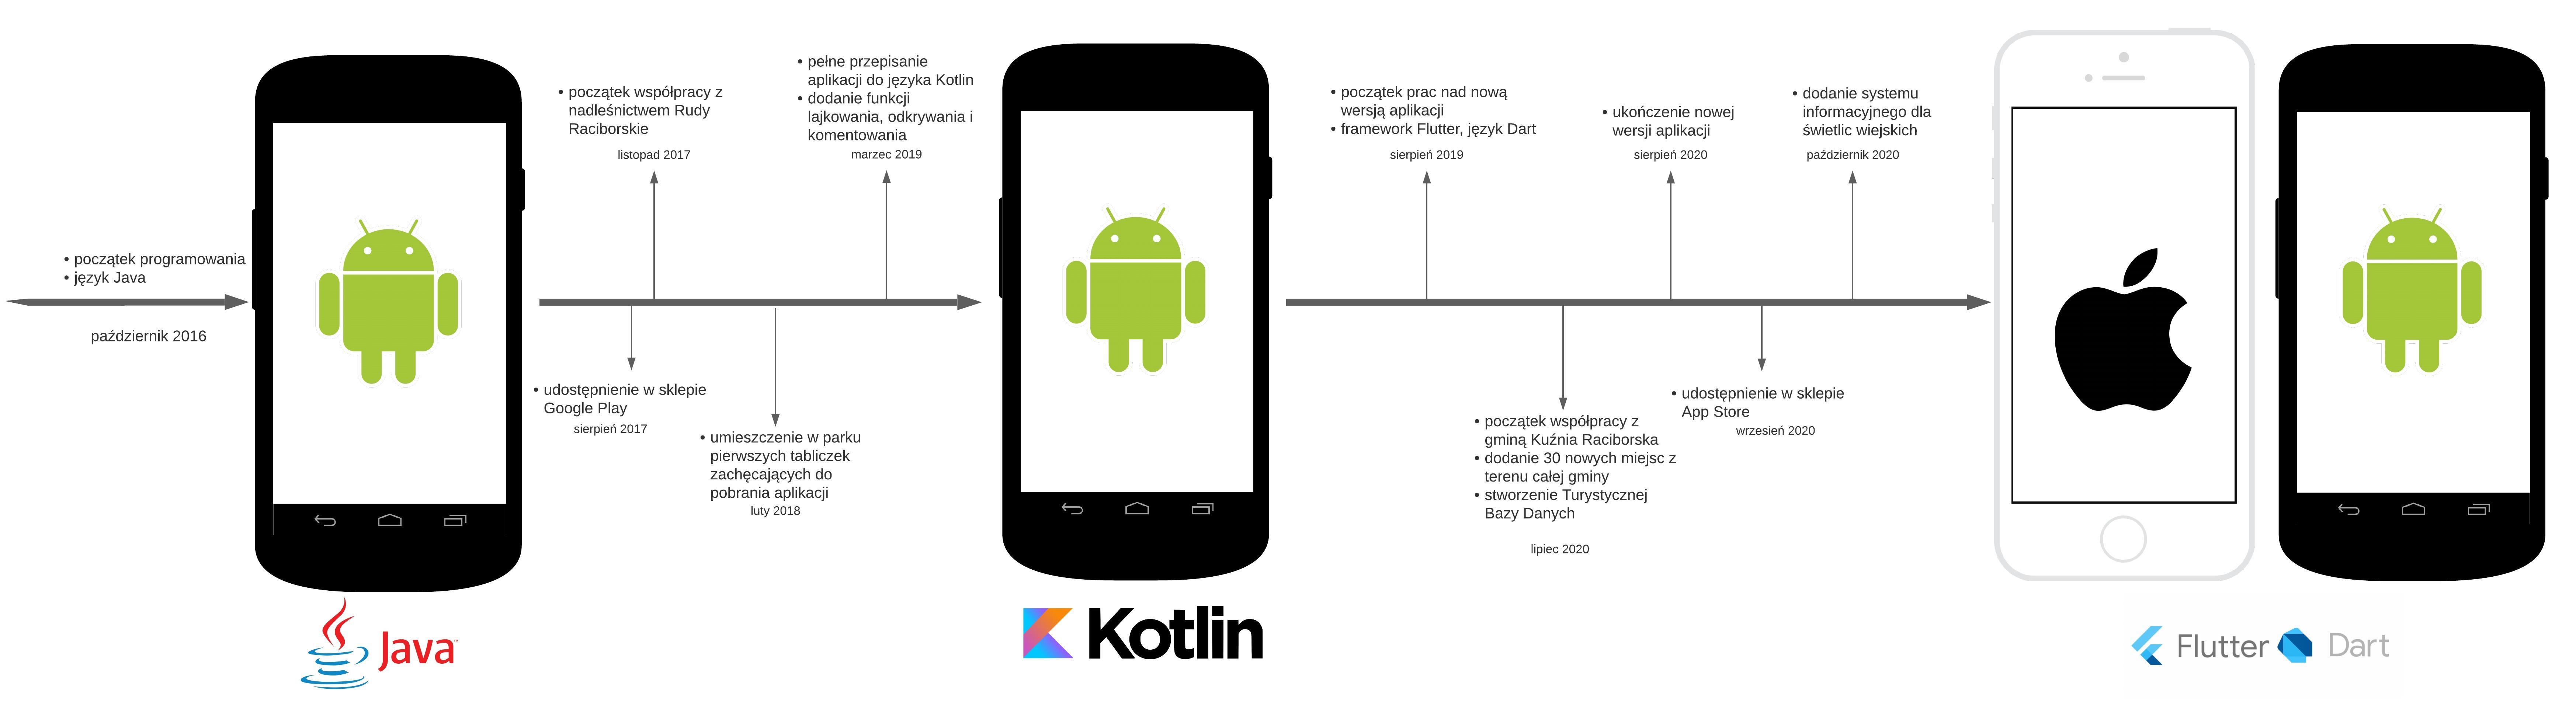 • początek programowania
• język Java
październik 2016
Java
• początek współpracy z
nadleśnictwem Rudy
Raciborskie
listopad 2017
• udostępnienie w sklepie
Google Play
sierpień 2017
• umieszczenie w parku
pierwszych tabliczek
zachęcających do
pobrania aplikacji
luty 2018
• pełne przepisanie
aplikacji do języka Kotlin
• dodanie funkcji
lajkowania, odkrywania i
komentowania
marzec 2019
Kotlin
• początek prac nad nową
wersją aplikacji
• framework Flutter, język Dart
sierpień 2019
• początek współpracy z
gminą Kuźnia Raciborska
• dodanie 30 nowych miejsc z
terenu całej gminy
• stworzenie Turystycznej
Bazy Danych
lipiec 2020
• ukończenie nowej
wersji aplikacji
sierpień 2020
• udostępnienie w sklepie
App Store
wrzesień 2020
• dodanie systemu
informacyjnego dla
świetlic wiejskich
październik 2020
Flutter Dart